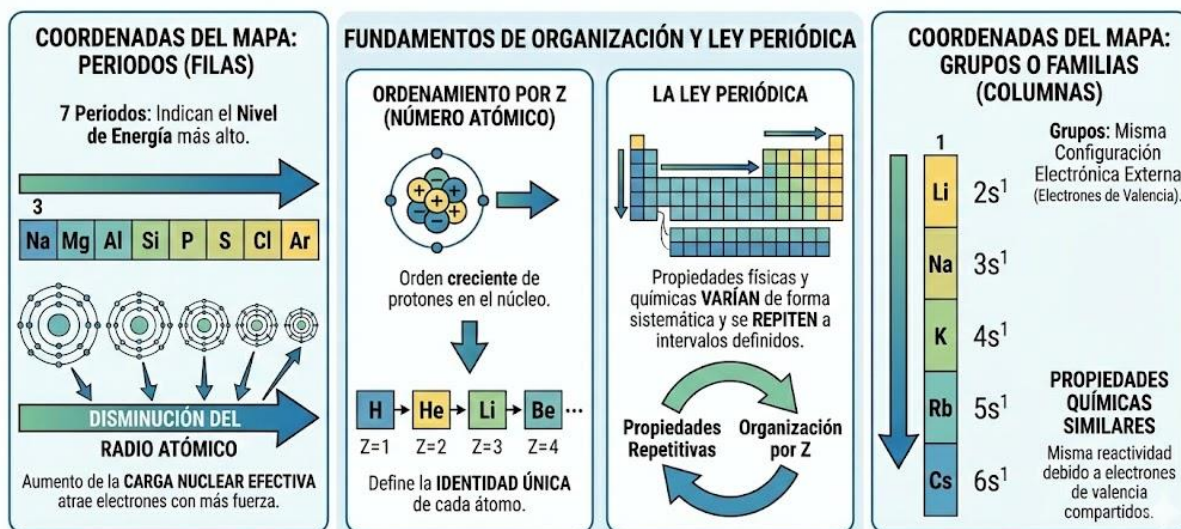 COORDENADAS DEL MAPA:
PERIODOS (FILAS)
7 Periodos: Indican el Nivel
de Energía más alto.
3
Na Mg Al Si P S Cl Ar
DISMINUCIÓN DEL
RADIO ATÓMICO
Aumento de la CARGA NUCLEAR EFECTIVA
atrae electrones con más fuerza.
FUNDAMENTOS DE ORGANIZACIÓN Y LEY PERIÓDICA
ORDENAMIENTO POR Z
(NÚMERO ATÓMICO)
+ − + − + − + −
Orden creciente de
protones en el núcleo.
H He Li Be ...
Z=1 Z=2 Z=3 Z=4
Define la IDENTIDAD ÚNICA
de cada átomo.
LA LEY PERIÓDICA
Propiedades físicas y
químicas VARÍAN de forma
sistemática y se REPITEN a
intervalos definidos.
Propiedades
Repetitivas
Organización
por Z
COORDENADAS DEL MAPA:
GRUPOS O FAMILIAS
(COLUMNAS)
1
Grupos: Misma
Configuración
Electrónica Externa
(Electrones de Valencia).
Li 2s¹
Na 3s¹
K 4s¹
Rb 5s¹
Cs 6s¹
PROPIEDADES
QUÍMICAS
SIMILARES
Misma reactividad
debido a electrones
de valencia
compartidos.